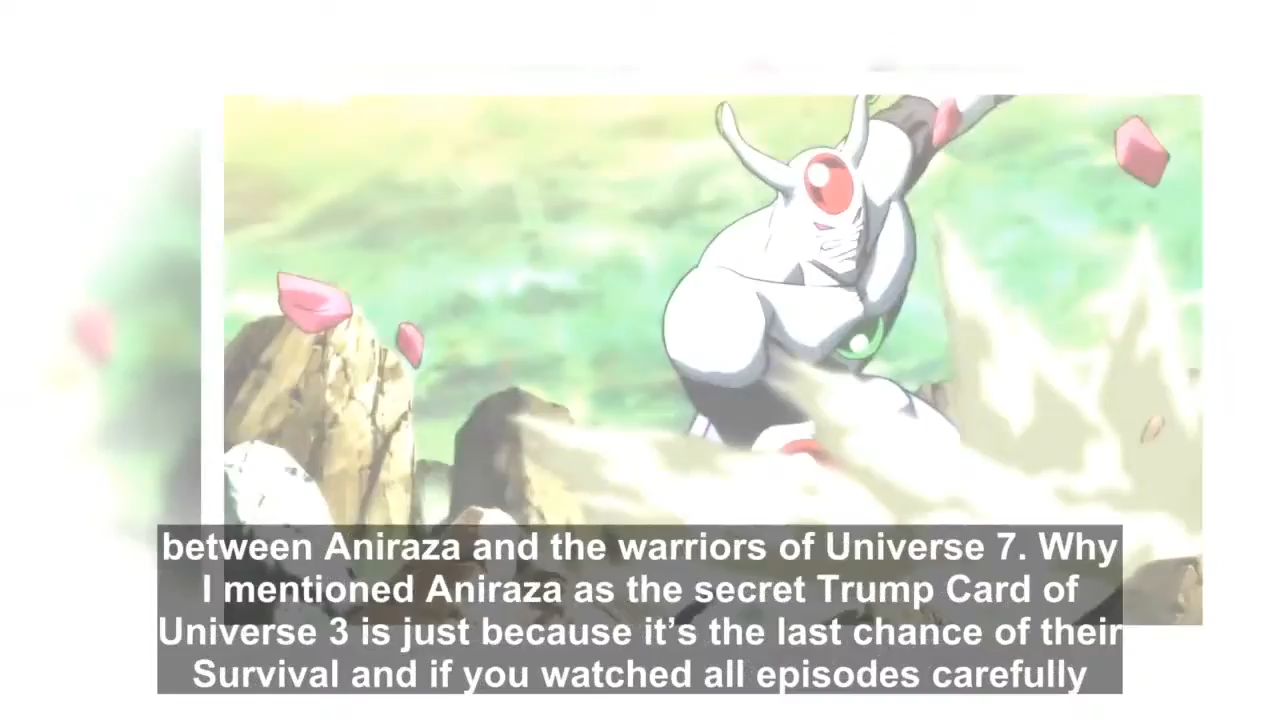 between Aniraza and the warriors of Universe 7. Why
I mentioned Aniraza as the secret Trump Card of
Universe 3 is just because it’s the last chance of their
Survival and if you watched all episodes carefully